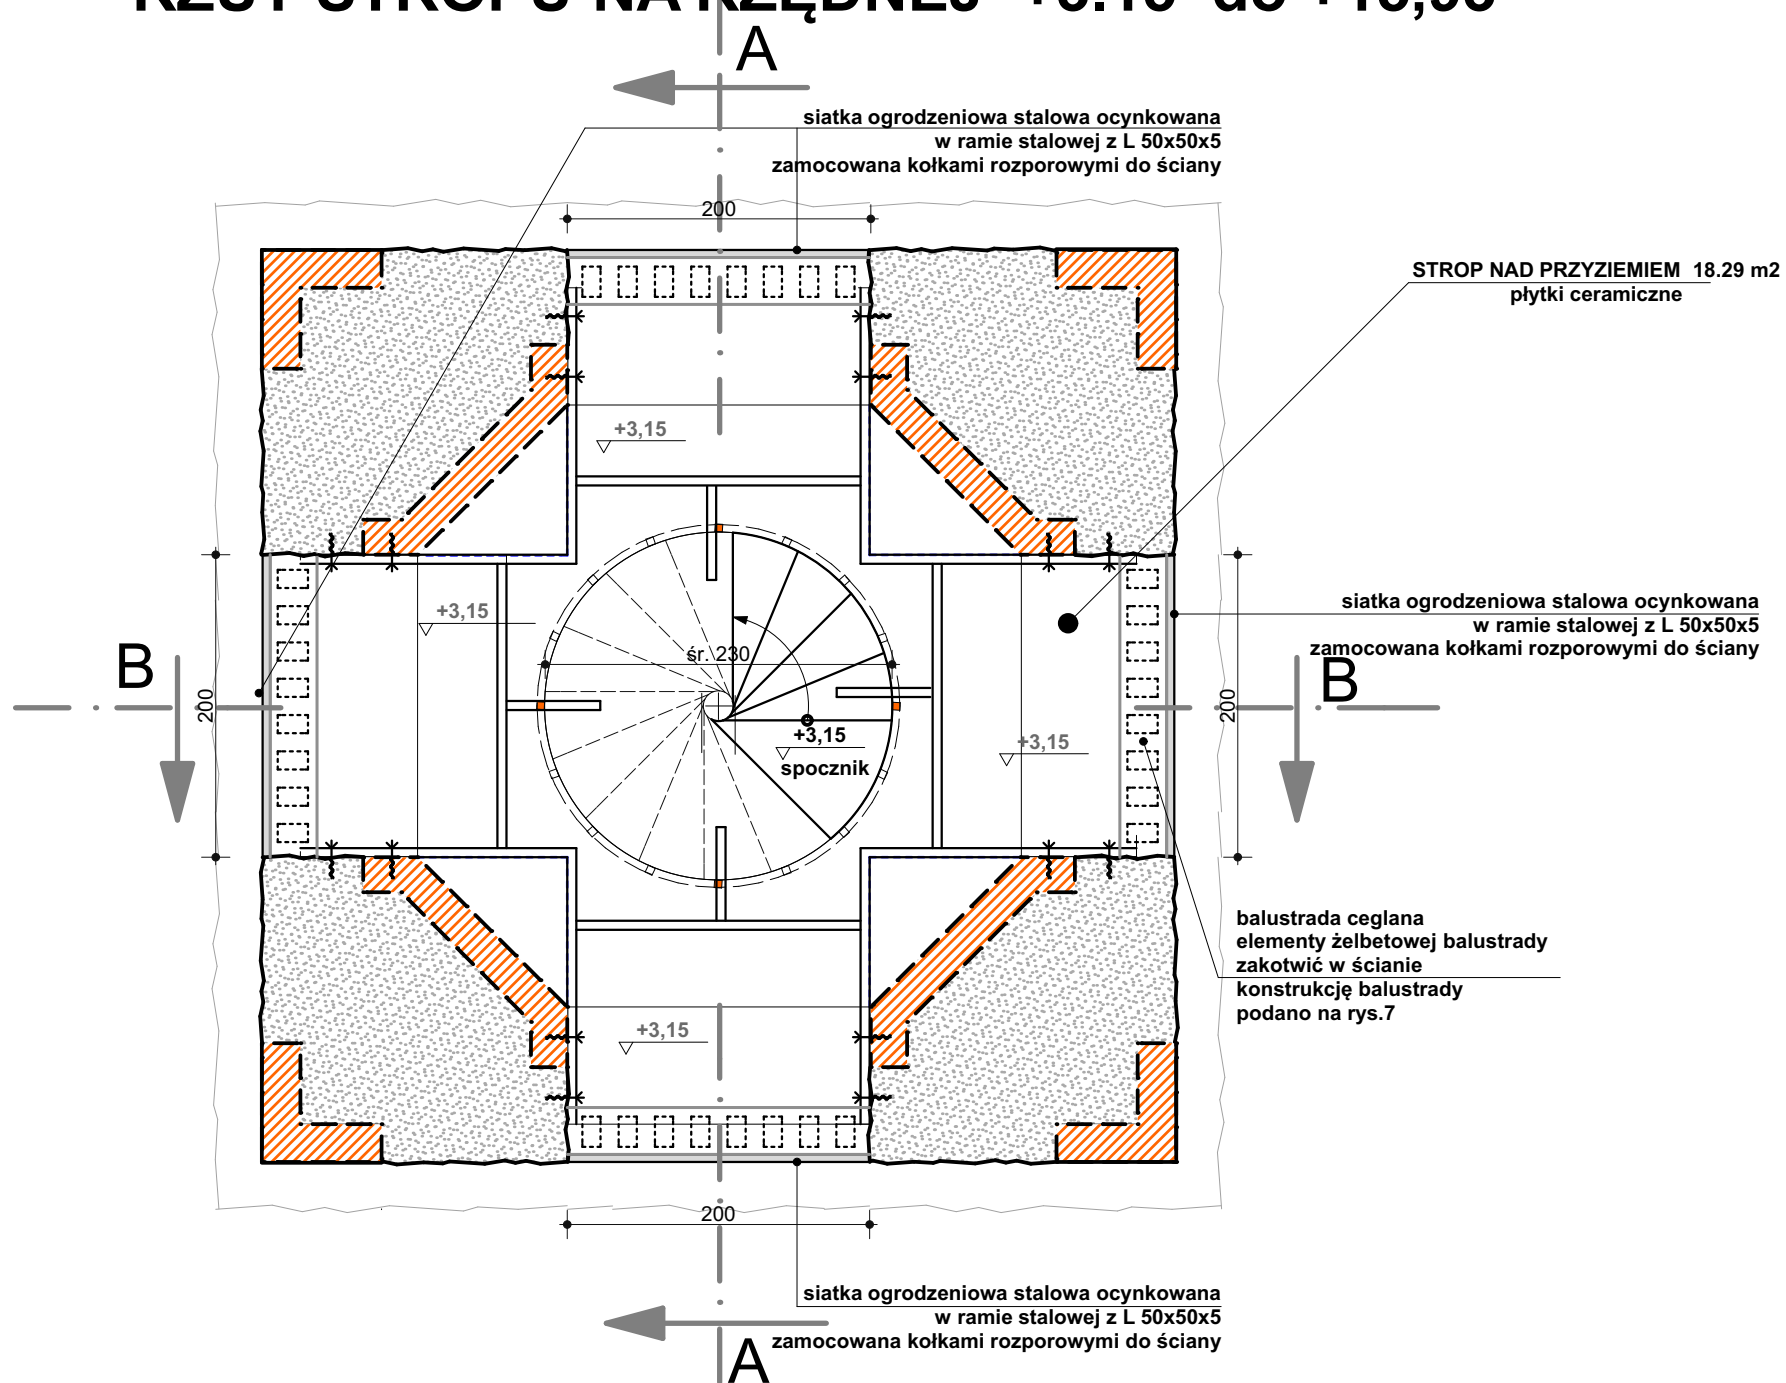 A
siatka ogrodzeniowa stalowa ocynkowana
w ramie stalowej z L 50x50x5
zamocowana kołkami rozporowymi do ściany
200
STROP NAD PRZYZIEMIEM 18.29 m2
płytki ceramiczne
+3,15
+3,15
siatka ogrodzeniowa stalowa ocynkowana
w ramie stalowej z L 50x50x5
zamocowana kołkami rozporowymi do ściany
B
śr. 230
B
200
200
+3,15
spocznik
+3,15
balustrada ceglana
elementy żelbetowej balustrady
zakotwić w ścianie
konstrukcję balustrady
podano na rys.7
+3,15
200
siatka ogrodzeniowa stalowa ocynkowana
w ramie stalowej z L 50x50x5
zamocowana kołkami rozporowymi do ściany
A